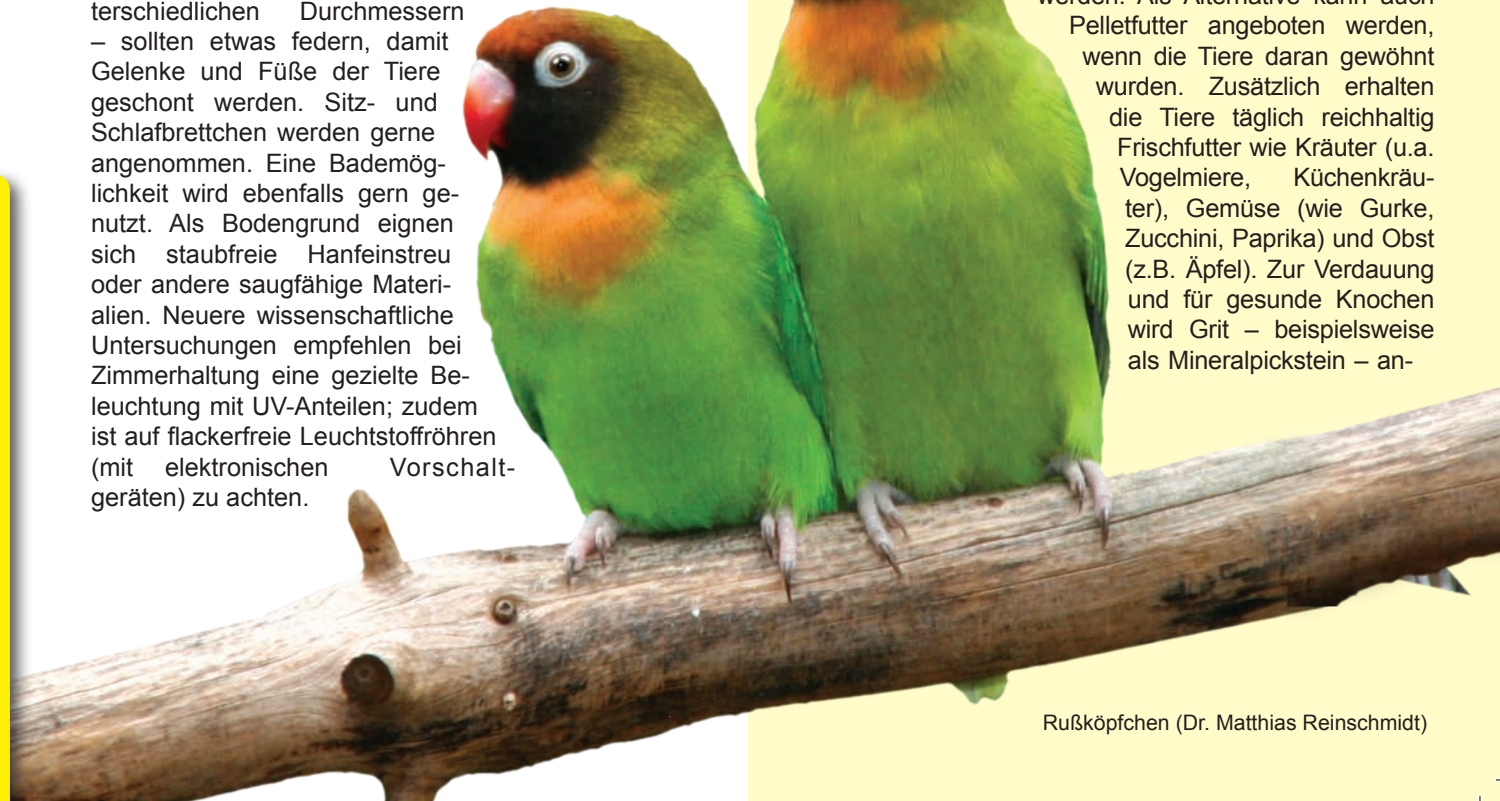 terschiedlichen Durchmessern
– sollten etwas federn, damit
Gelenke und Füße der Tiere
geschont werden. Sitz- und
Schlafbrettchen werden gerne
angenommen. Eine Bademög-
lichkeit wird ebenfalls gern ge-
nutzt. Als Bodengrund eignen
sich staubfreie Hanfeinstreu
oder andere saugfähige Materi-
alien. Neuere wissenschaftliche
Untersuchungen empfehlen bei
Zimmerhaltung eine gezielte Be-
leuchtung mit UV-Anteilen; zudem
ist auf flackerfreie Leuchtstoffröhren
(mit elektronischen Vorschalt-
geräten) zu achten.
werden. Als Alternative kann auch
Pelletfutter angeboten werden,
wenn die Tiere daran gewöhnt
wurden. Zusätzlich erhalten
die Tiere täglich reichhaltig
Frischfutter wie Kräuter (u.a.
Vogelmiere, Küchenkräu-
ter), Gemüse (wie Gurke,
Zucchini, Paprika) und Obst
(z.B. Äpfel). Zur Verdauung
und für gesunde Knochen
wird Grit – beispielsweise
als Mineralpickstein – an-
Rußköpfchen (Dr. Matthias Reinschmidt)